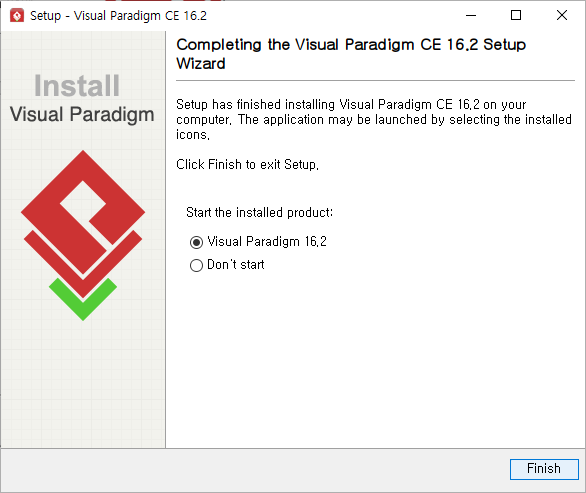 Setup - Visual Paradigm CE 16.2
Install
Visual Paradigm
Completing the Visual Paradigm CE 16.2 Setup
Wizard
Setup has finished installing Visual Paradigm CE 16.2 on your
computer. The application may be launched by selecting the installed
icons.
Click Finish to exit Setup.
Start the installed product:
Visual Paradigm 16.2
Don't start
Finish